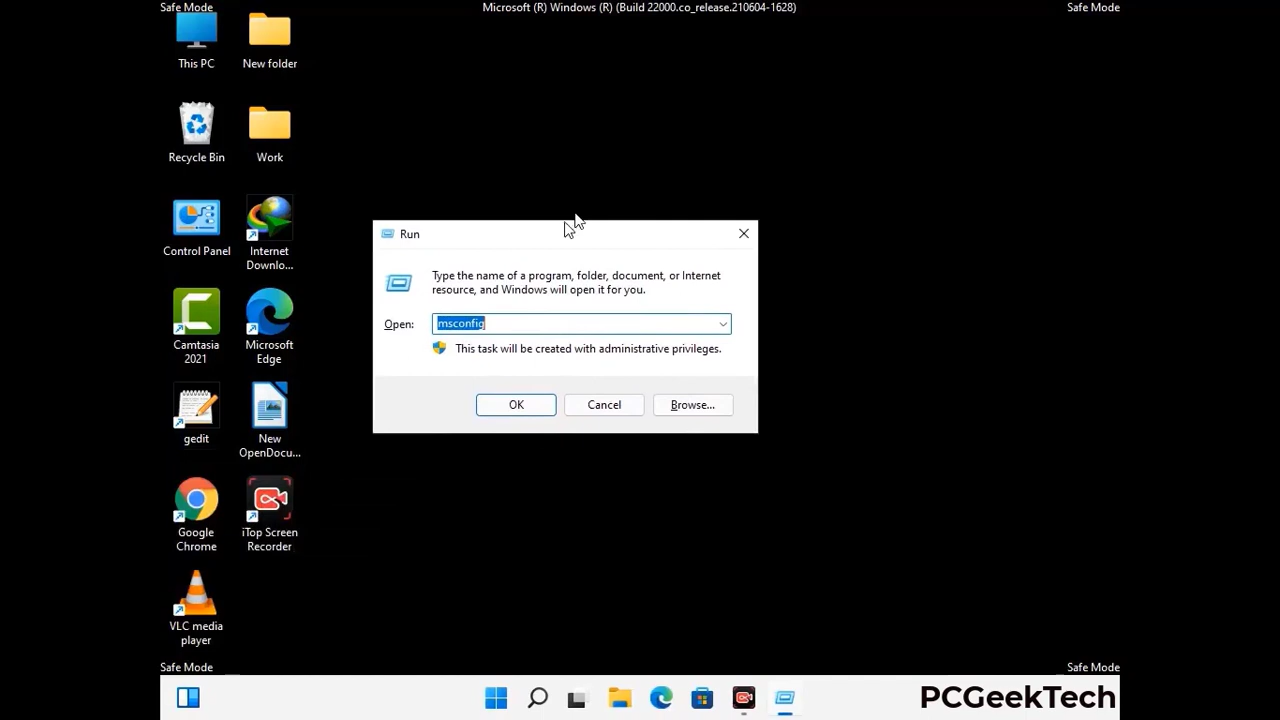 Safe Mode
Microsoft (R) Windows (R) (Build 22000.co_release.210604-1628)
Safe Mode
This PC
New folder
Recycle Bin
Work
Control Panel
Internet
Downlo...
Camtasia
2021
Microsoft
Edge
gedit
New
OpenDocu...
Google
Chrome
iTop Screen
Recorder
VLC media
player
Run
Type the name of a program, folder, document, or Internet
resource, and Windows will open it for you.
Open:
msconfig
This task will be created with administrative privileges.
OK
Cancel
Browse...
Safe Mode
Safe Mode
PCGeekTech